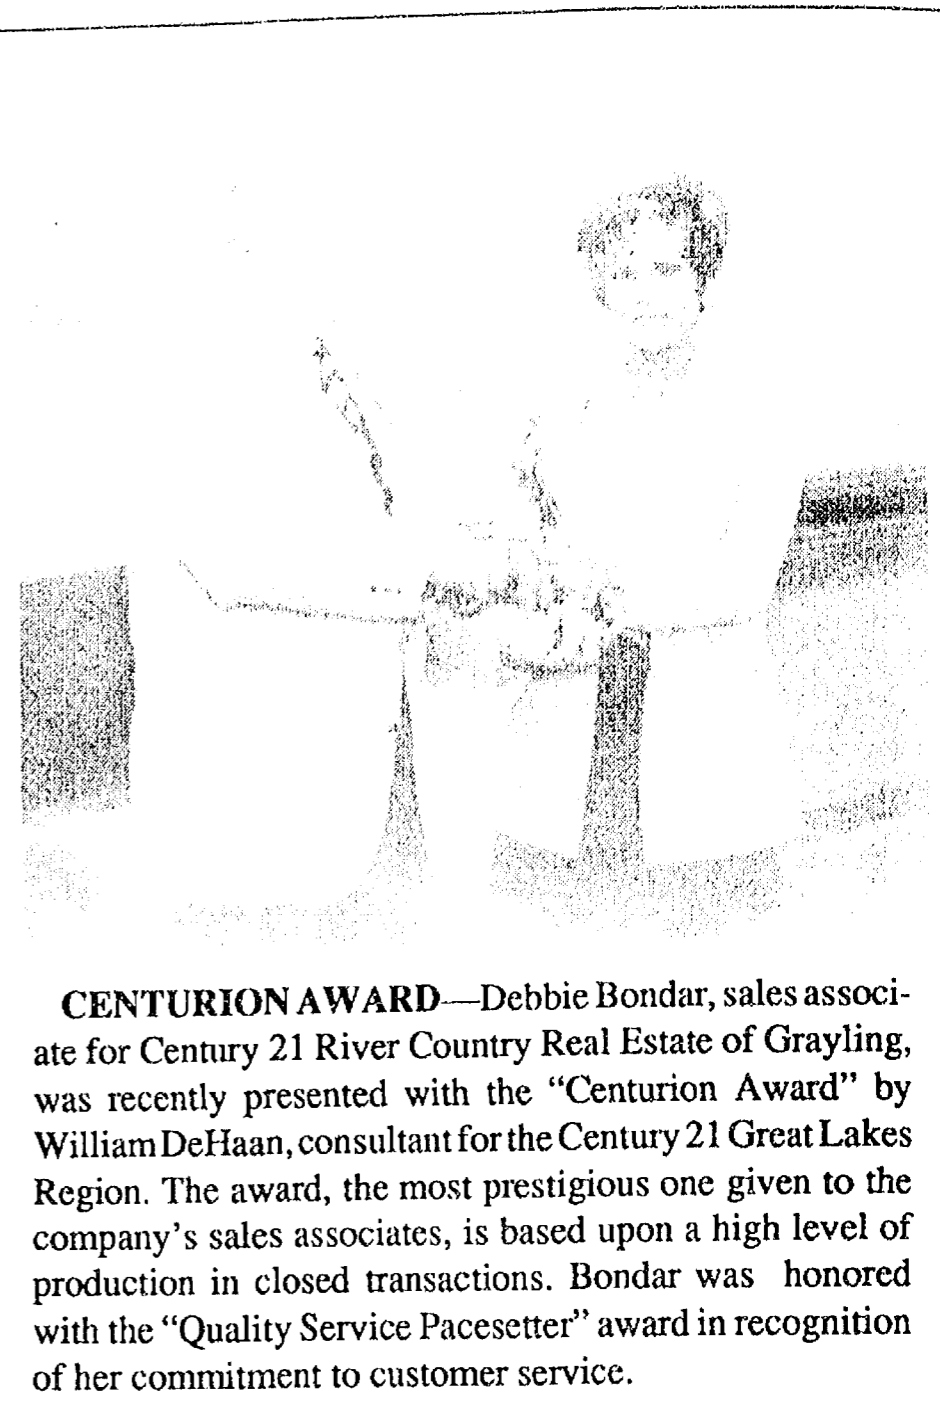 CENTURION AWARD—Debbie Bondar, sales associ-
ate for Century 21 River Country Real Estate of Grayling,
was recently presented with the “Centurion Award” by
William DeHaan, consultant for the Century 21 Great Lakes
Region. The award, the most prestigious one given to the
company’s sales associates, is based upon a high level of
production in closed transactions. Bondar was honored
with the “Quality Service Pacesetter” award in recognition
of her commitment to customer service.